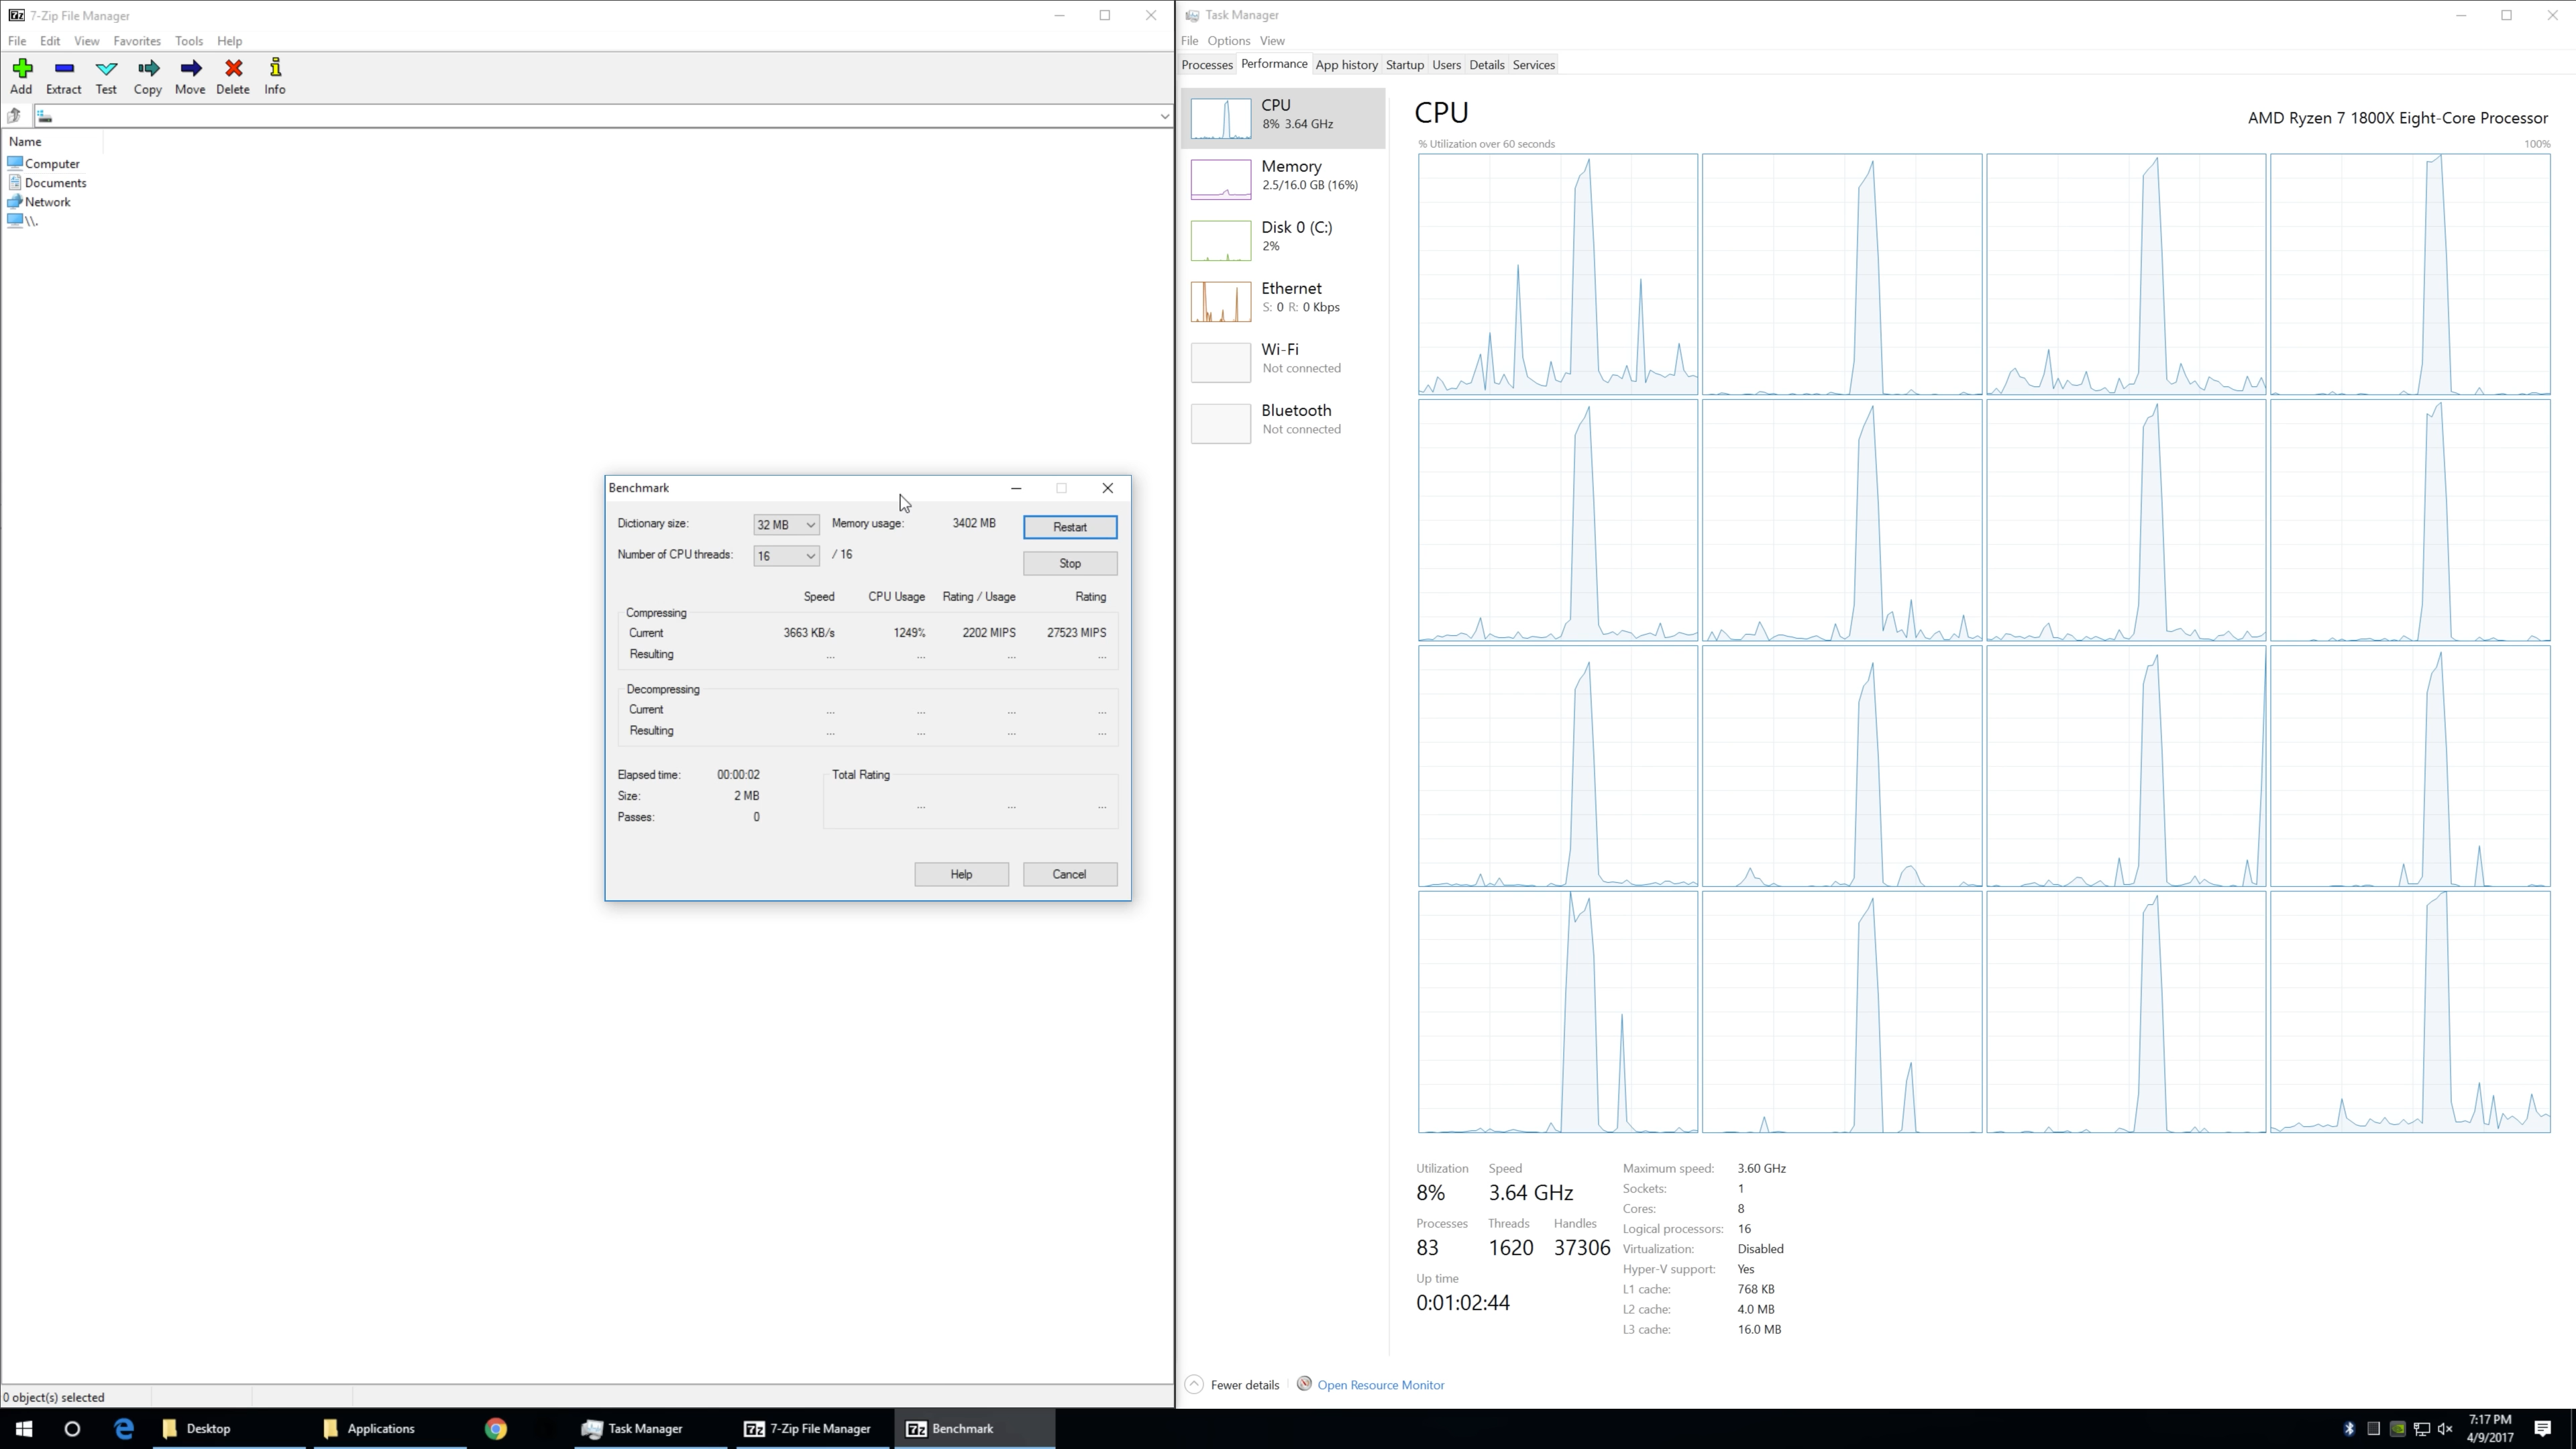 7-Zip File Manager
File Edit View Favorites Tools Help
Add Extract Test Copy Move Delete Info
Name
Computer
Documents
Network
\\.
Benchmark
Dictionary size: 32 MB Memory usage: 3402 MB Restart
Number of CPU threads: 16 / 16
Stop
Speed CPU Usage Rating / Usage Rating
Compressing
Current 3663 KB/s 1249% 2202 MIPS 27523 MIPS
Resulting ... ... ... ...
Decompressing
Current ... ... ... ...
Resulting ... ... ... ...
Elapsed time: 00:00:02 Total Rating
Size: 2 MB
... ... ...
Passes: 0
Help Cancel
0 object(s) selected
Task Manager
File Options View
Processes Performance App history Startup Users Details Services
CPU
8% 3.64 GHz
Memory
2.5/16.0 GB (16%)
Disk 0 (C:)
2%
Ethernet
S: 0 R: 0 Kbps
Wi-Fi
Not connected
Bluetooth
Not connected
CPU AMD Ryzen 7 1800X Eight-Core Processor
% Utilization over 60 seconds 100%
Utilization Speed
8% 3.64 GHz
Processes Threads Handles
83 1620 37306
Up time
0:01:02:44
Maximum speed: 3.60 GHz
Sockets: 1
Cores: 8
Logical processors: 16
Virtualization: Disabled
Hyper-V support: Yes
L1 cache: 768 KB
L2 cache: 4.0 MB
L3 cache: 16.0 MB
Fewer details Open Resource Monitor
Desktop Applications Task Manager 7-Zip File Manager Benchmark
7:17 PM
4/9/2017